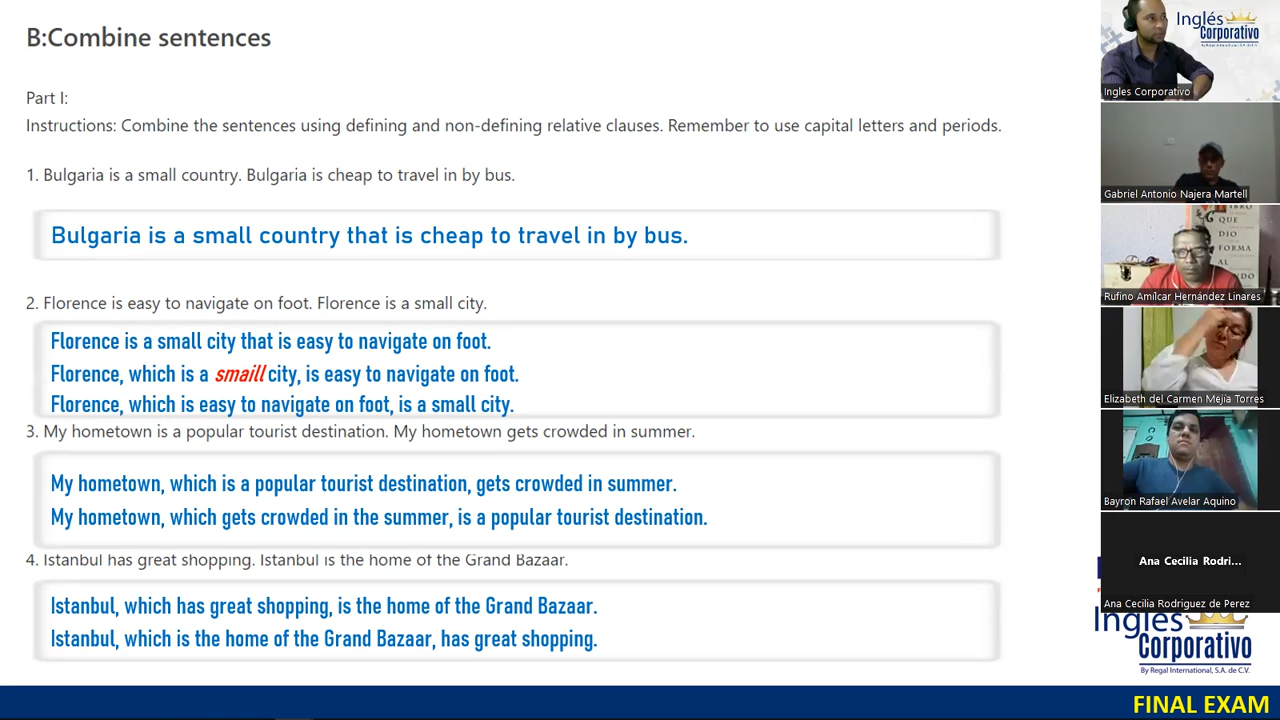 B:Combine sentences
Part I:
Instructions: Combine the sentences using defining and non-defining relative clauses. Remember to use capital letters and periods.
1. Bulgaria is a small country. Bulgaria is cheap to travel in by bus.
Bulgaria is a small country that is cheap to travel in by bus.
2. Florence is easy to navigate on foot. Florence is a small city.
Florence is a small city that is easy to navigate on foot.
Florence, which is a smaill city, is easy to navigate on foot.
Florence, which is easy to navigate on foot, is a small city.
3. My hometown is a popular tourist destination. My hometown gets crowded in summer.
My hometown, which is a popular tourist destination, gets crowded in summer.
My hometown, which gets crowded in the summer, is a popular tourist destination.
4. Istanbul has great shopping. Istanbul is the home of the Grand Bazaar.
Istanbul, which has great shopping, is the home of the Grand Bazaar.
Istanbul, which is the home of the Grand Bazaar, has great shopping.
Inglés
Corporativo
Ingles Corporativo
Gabriel Antonio Najera Martell
QUE
DIO
FORMA
AL
Rufino Amílcar Hernández Linares
Elizabeth del Carmen Mejía Torres
Bayron Rafael Avelar Aquino
Ana Cecilia Rodri...
Ana Cecilia Rodriguez de Perez
Inglés
Corporativo
By Regal International, S.A. de C.V.
FINAL EXAM